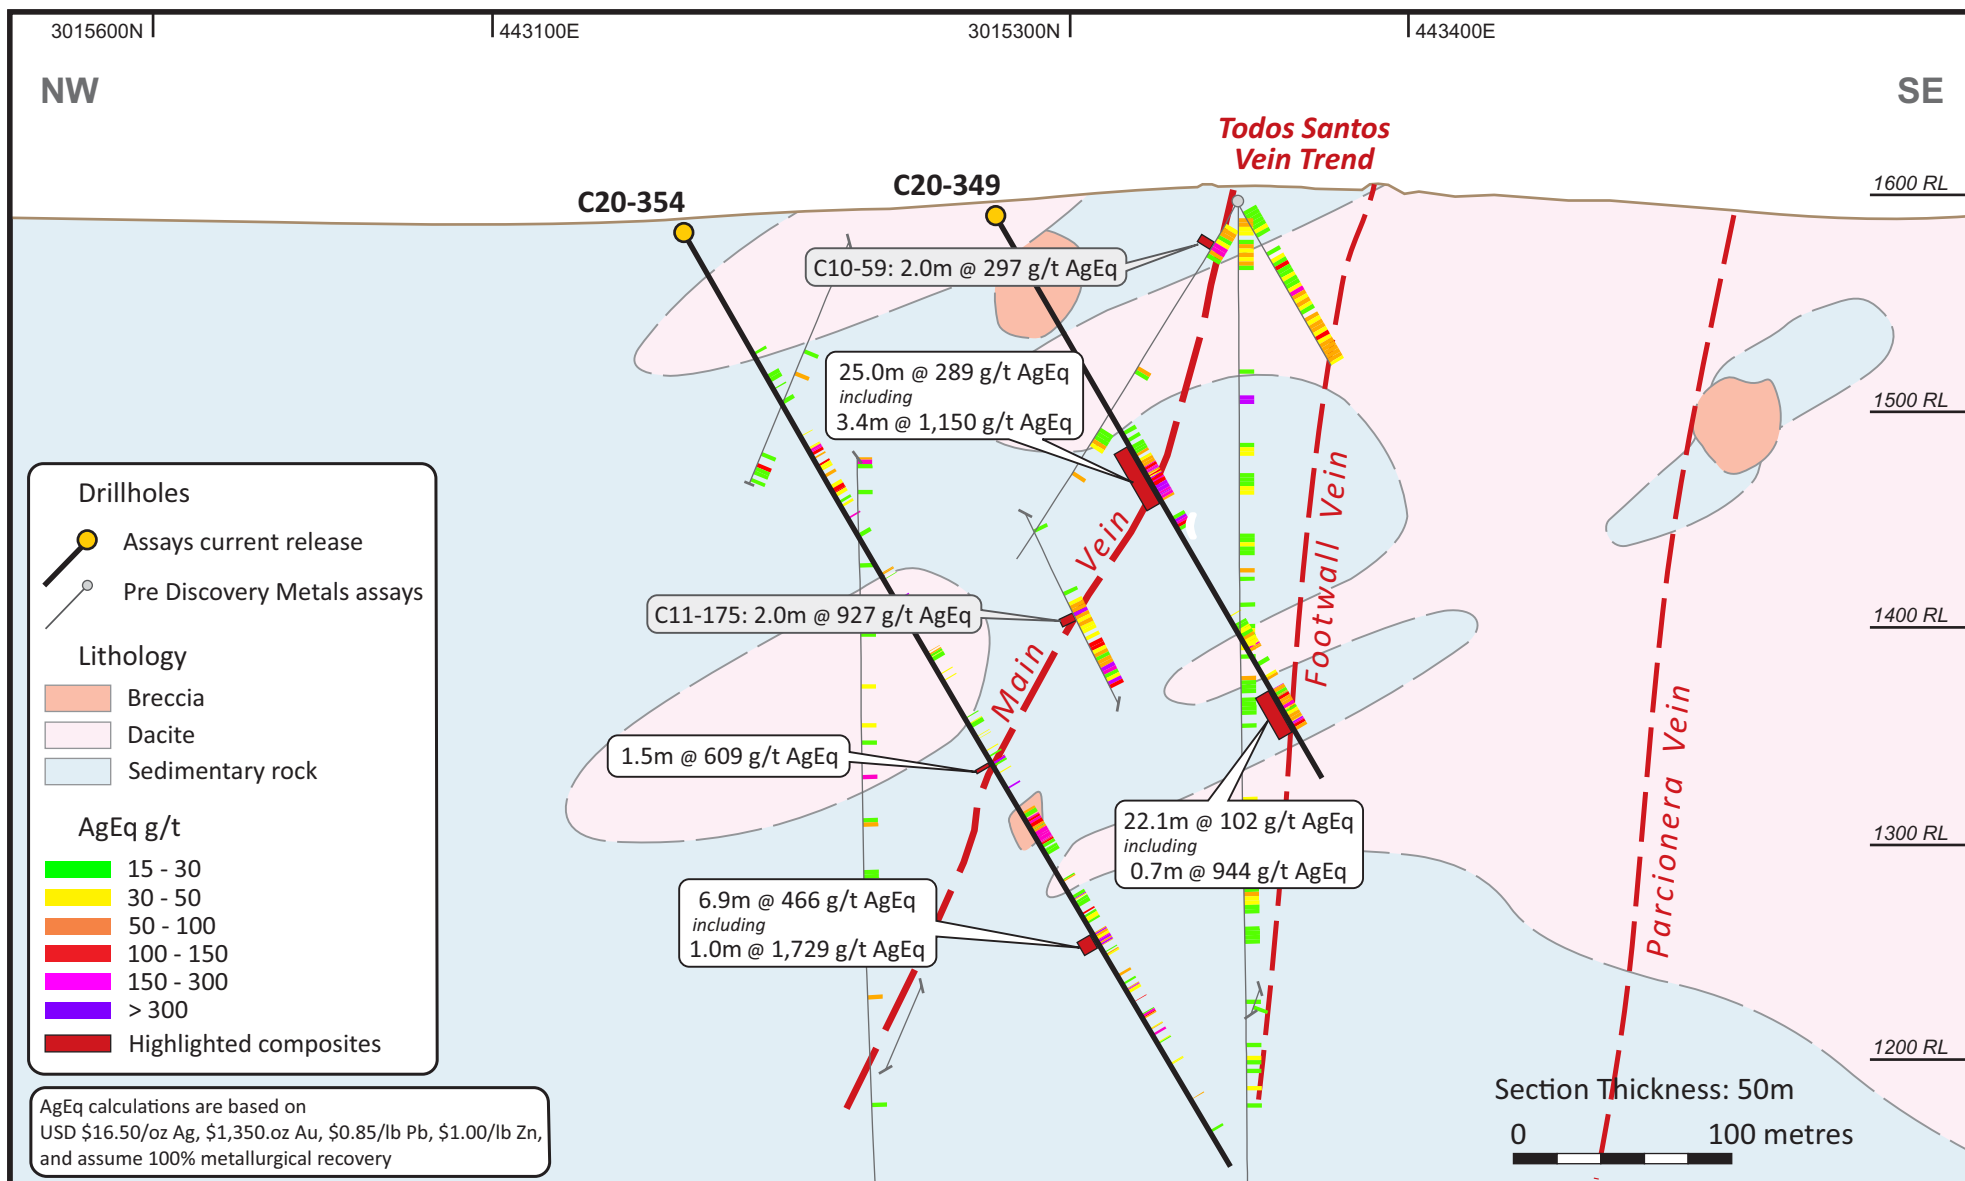 3015600N
443100E
3015300N
443400E
NW
SE
Todos Santos
Vein Trend
1600 RL
C20-354
C20-349
C10-59: 2.0m @ 297 g/t AgEq
25.0m @ 289 g/t AgEq
including
3.4m @ 1,150 g/t AgEq
1500 RL
Main Vein
Footwall Vein
Parcionera Vein
C11-175: 2.0m @ 927 g/t AgEq
1400 RL
1.5m @ 609 g/t AgEq
22.1m @ 102 g/t AgEq
including
0.7m @ 944 g/t AgEq
1300 RL
6.9m @ 466 g/t AgEq
including
1.0m @ 1,729 g/t AgEq
1200 RL
Drillholes
Assays current release
Pre Discovery Metals assays
Lithology
Breccia
Dacite
Sedimentary rock
AgEq g/t
15 - 30
30 - 50
50 - 100
100 - 150
150 - 300
> 300
Highlighted composites
AgEq calculations are based on
USD $16.50/oz Ag, $1,350.oz Au, $0.85/lb Pb, $1.00/lb Zn,
and assume 100% metallurgical recovery
Section Thickness: 50m
0 100 metres